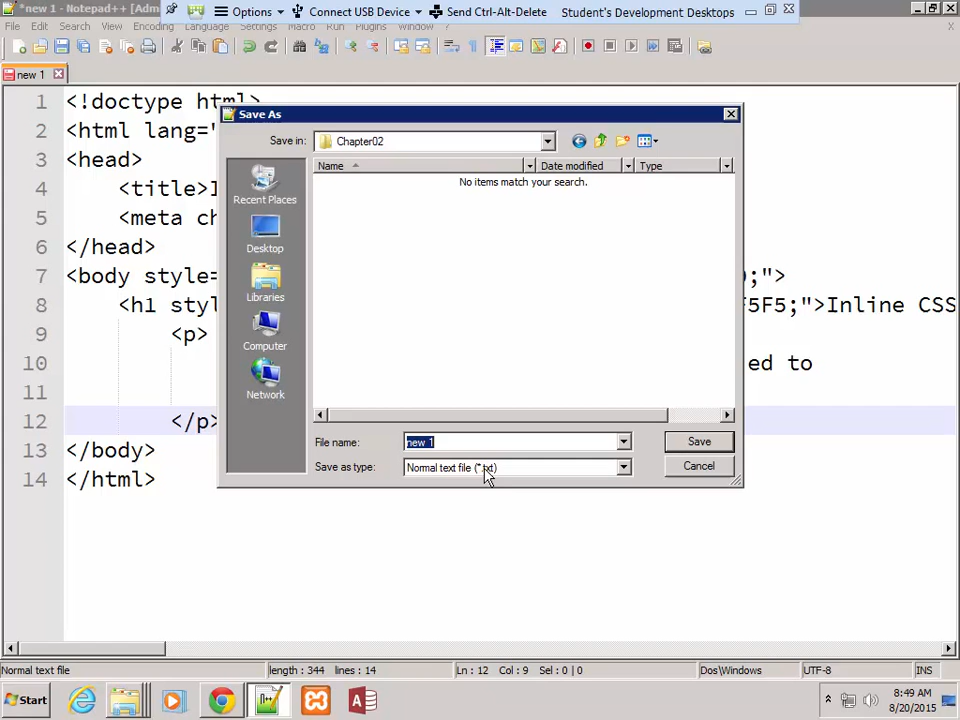 *new 1 - Notepad++ [Adm
Options
Connect USB Device
Send Ctrl-Alt-Delete
Student's Development Desktops
File Edit Search View Encoding Language Settings Macro Run Plugins Window ?
X
new 1
1 <!doctype html>
2 <html lang="
3 <head>
4 <title>I
5 <meta ch
6 </head>
7 <body style= ;">
8 <h1 styl F5F5;">Inline CSS
9 <p>
10 ed to
11
12 </p>
13 </body>
14 </html>
Save As
Save in: Chapter02
Name Date modified Type
No items match your search.
Recent Places
Desktop
Libraries
Computer
Network
File name: new 1 Save
Save as type: Normal text file (*.txt) Cancel
Normal text file length : 344 lines : 14 Ln : 12 Col : 9 Sel : 0 | 0 Dos\Windows UTF-8 INS
Start
8:49 AM
8/20/2015